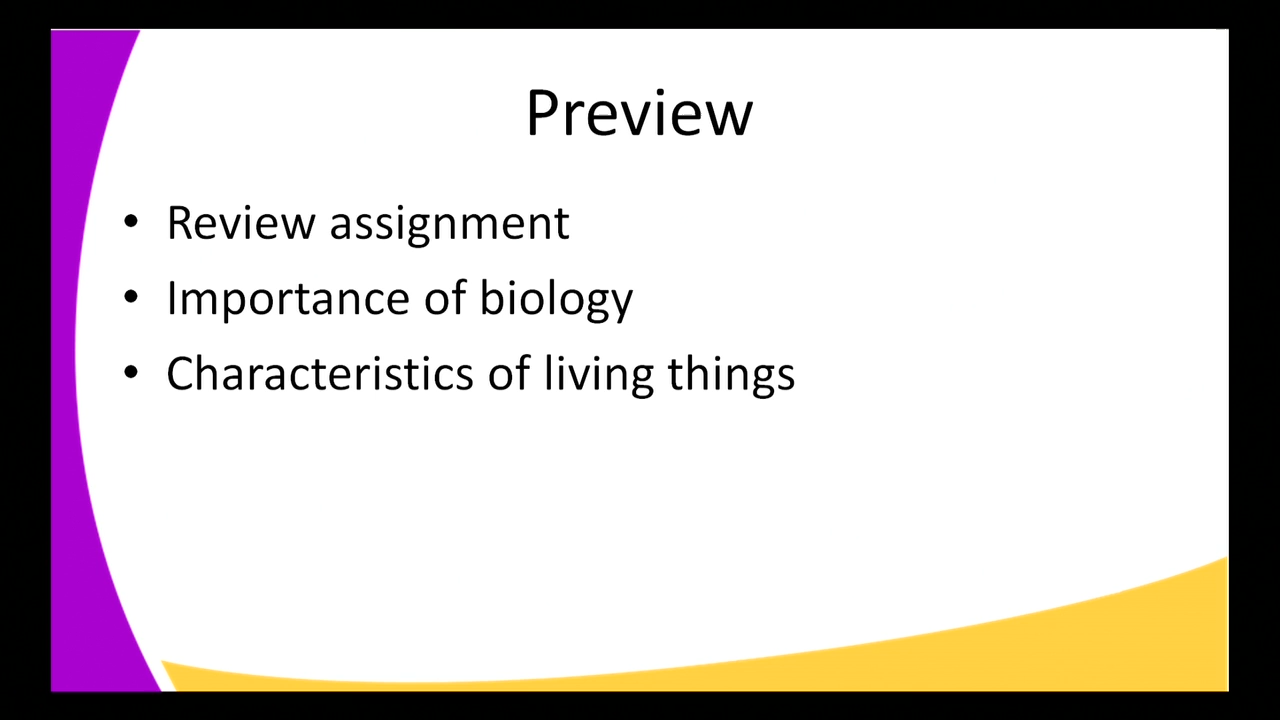 Preview
• Review assignment
• Importance of biology
• Characteristics of living things